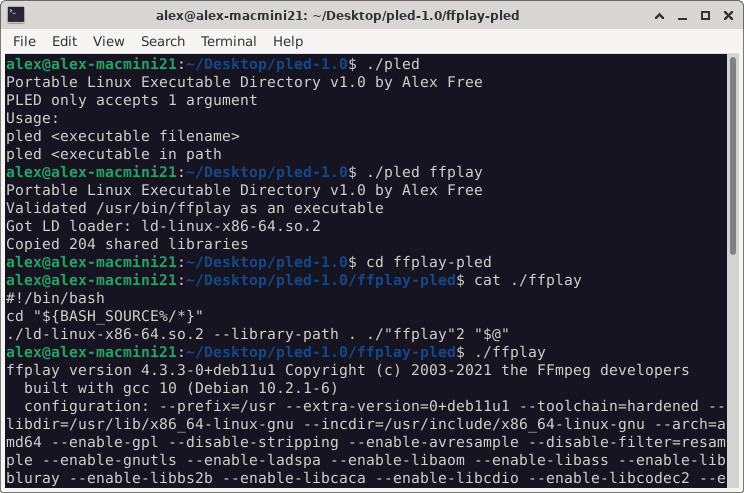 alex@alex-macmini21: ~/Desktop/pled-1.0/ffplay-pled
File Edit View Search Terminal Help
alex@alex-macmini21:~/Desktop/pled-1.0$ ./pled
Portable Linux Executable Directory v1.0 by Alex Free
PLED only accepts 1 argument
Usage:
pled <executable filename>
pled <executable in path
alex@alex-macmini21:~/Desktop/pled-1.0$ ./pled ffplay
Portable Linux Executable Directory v1.0 by Alex Free
Validated /usr/bin/ffplay as an executable
Got LD loader: ld-linux-x86-64.so.2
Copied 204 shared libraries
alex@alex-macmini21:~/Desktop/pled-1.0$ cd ffplay-pled
alex@alex-macmini21:~/Desktop/pled-1.0/ffplay-pled$ cat ./ffplay
#!/bin/bash
cd "${BASH_SOURCE%/*}"
./ld-linux-x86-64.so.2 --library-path . ./"ffplay"2 "$@"
alex@alex-macmini21:~/Desktop/pled-1.0/ffplay-pled$ ./ffplay
ffplay version 4.3.3-0+deb11u1 Copyright (c) 2003-2021 the FFmpeg developers
built with gcc 10 (Debian 10.2.1-6)
configuration: --prefix=/usr --extra-version=0+deb11u1 --toolchain=hardened --
libdir=/usr/lib/x86_64-linux-gnu --incdir=/usr/include/x86_64-linux-gnu --arch=a
md64 --enable-gpl --disable-stripping --enable-avresample --disable-filter=resam
ple --enable-gnutls --enable-ladspa --enable-libaom --enable-libass --enable-lib
bluray --enable-libbs2b --enable-libcaca --enable-libcdio --enable-libcodec2 --e